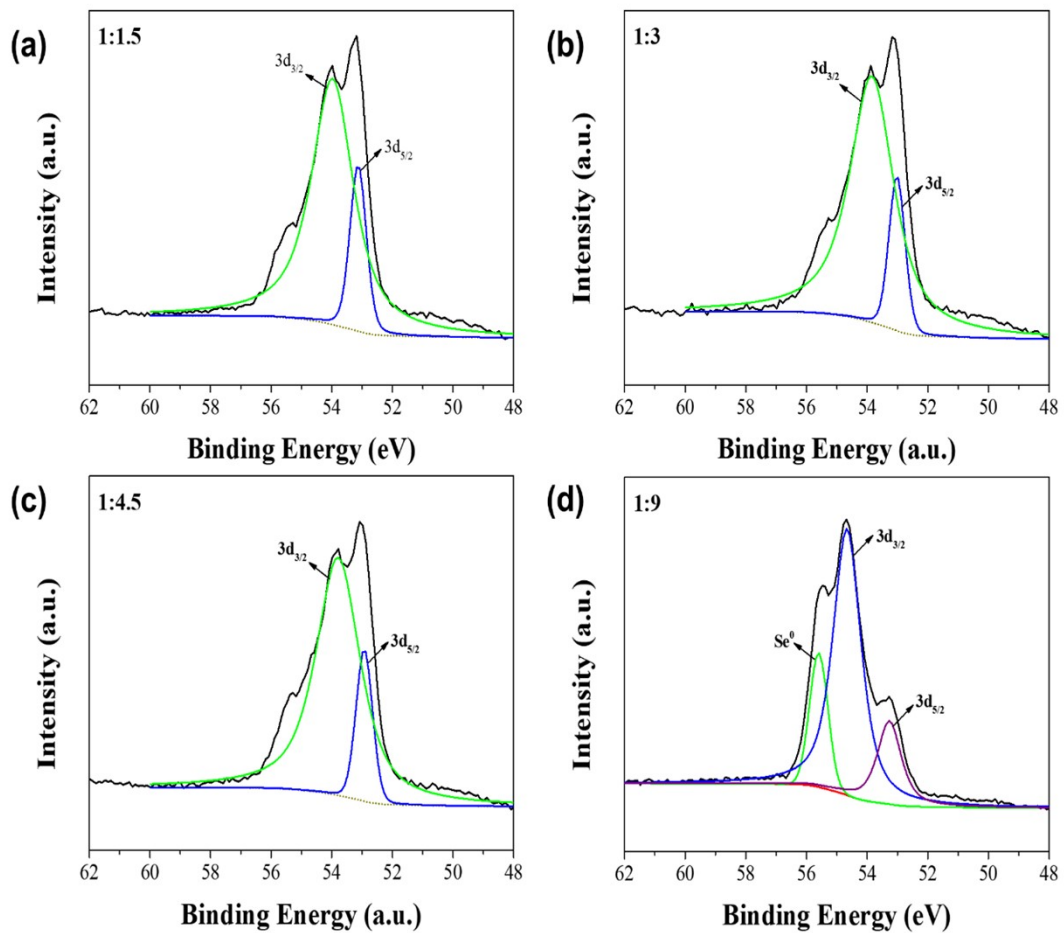 (a)
1:1.5
3d3/2
3d5/2
Intensity (a.u.)
62 60 58 56 54 52 50 48
Binding Energy (eV)
(b)
1:3
3d3/2
3d5/2
Intensity (a.u.)
62 60 58 56 54 52 50 48
Binding Energy (a.u.)
(c)
1:4.5
3d3/2
3d5/2
Intensity (a.u.)
62 60 58 56 54 52 50 48
Binding Energy (a.u.)
(d)
1:9
3d3/2
Se0
3d5/2
Intensity (a.u.)
62 60 58 56 54 52 50 48
Binding Energy (eV)